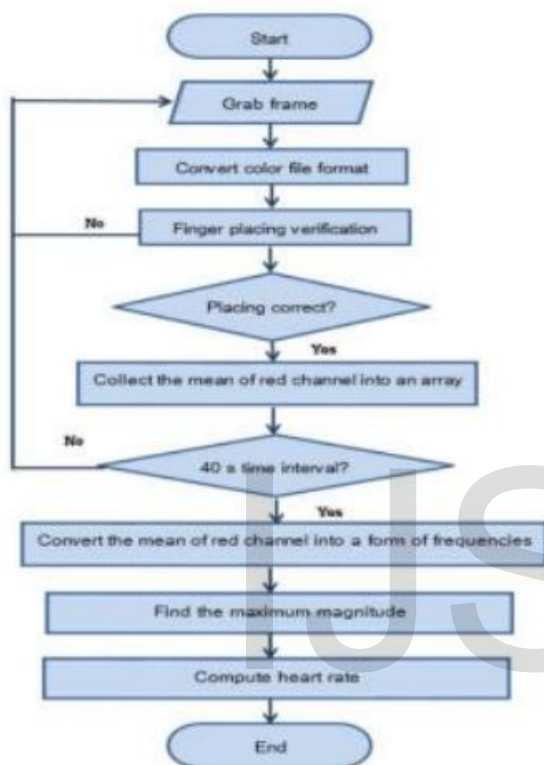 Start
Grab frame
Convert color file format
No
Finger placing verification
Placing correct?
Yes
Collect the mean of red channel into an array
No
40 s time interval?
Yes
Convert the mean of red channel into a form of frequencies
Find the maximum magnitude
Compute heart rate
End
IJS